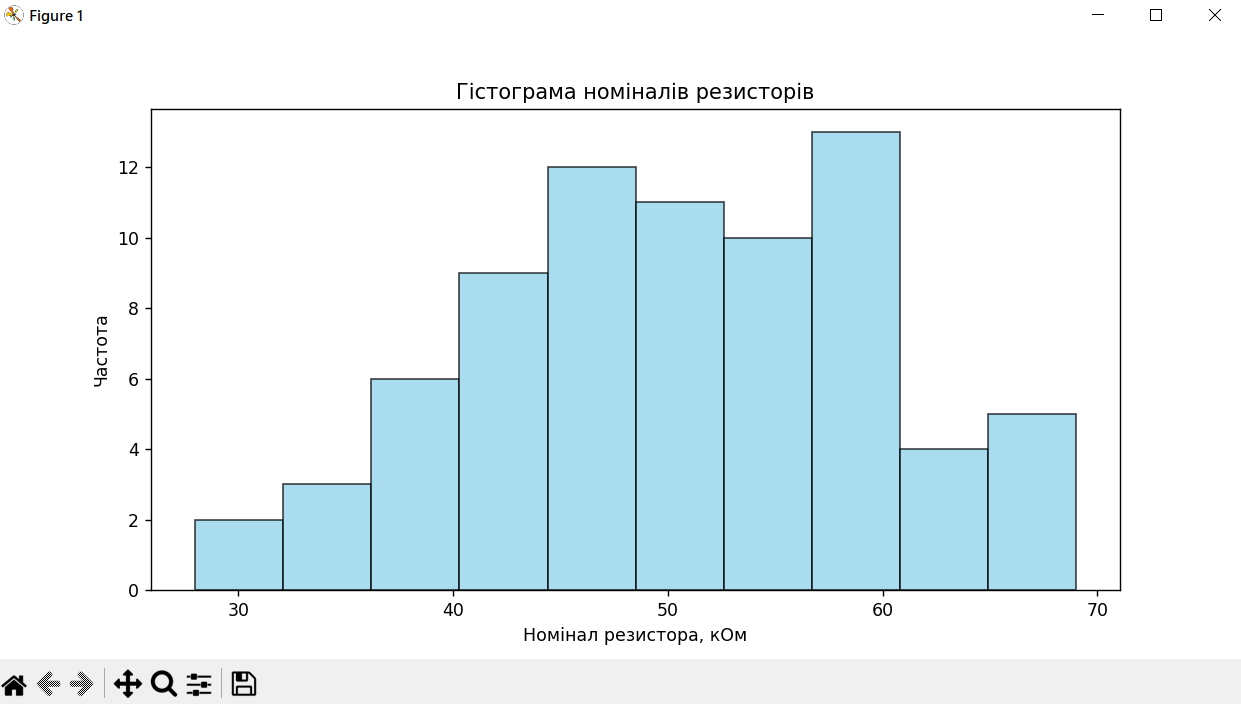 Figure 1
Гістограма номіналів резисторів
12
10
8
6
4
2
0
Частота
30 40 50 60 70
Номінал резистора, кОм